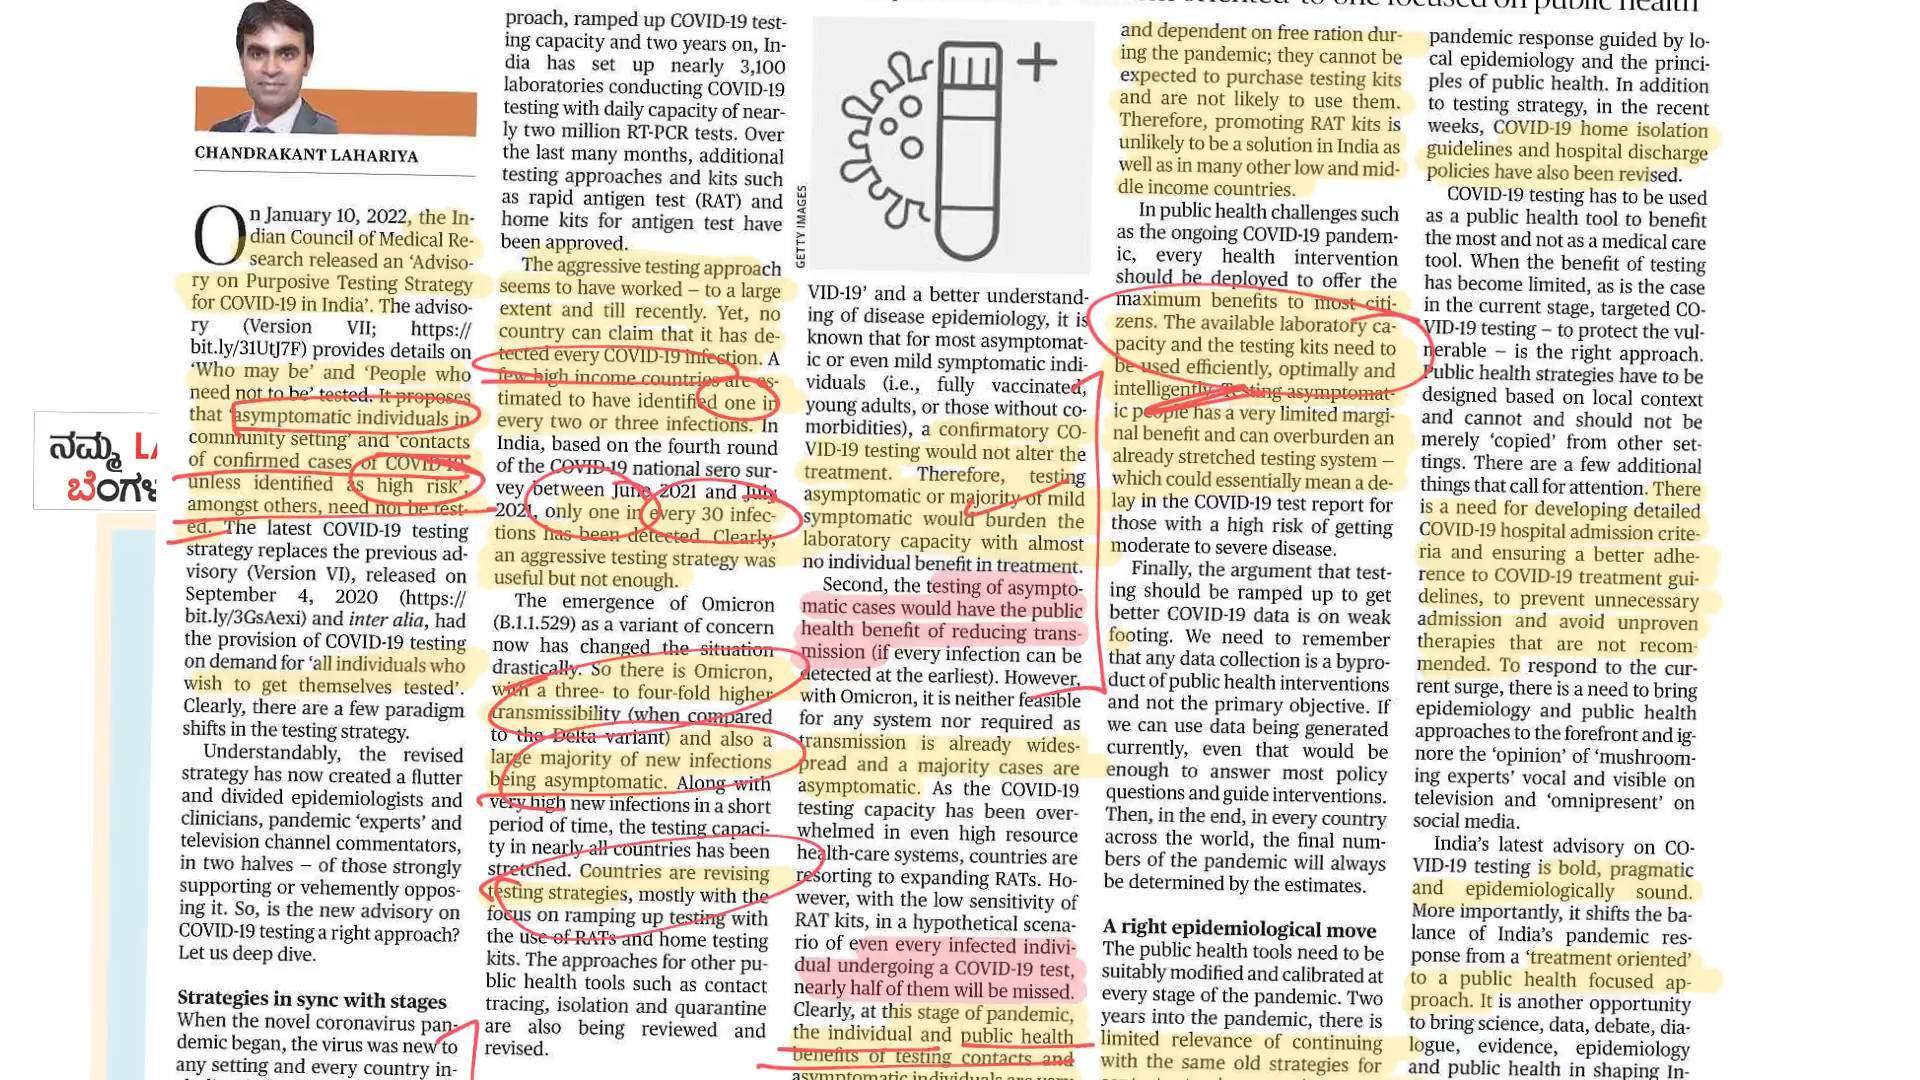 oriented' to one focused on public health
CHANDRAKANT LAHARIYA
On January 10, 2022, the In-
dian Council of Medical Re-
search released an ‘Adviso-
ry on Purposive Testing Strategy
for COVID-19 in India’. The adviso-
ry (Version VII; https://
bit.ly/31UtJ7F) provides details on
‘Who may be’ and ‘People who
need not to be’ tested. It proposes
that ‘asymptomatic individuals in
community setting’ and ‘contacts
of confirmed cases of COVID-19,
unless identified as high risk’,
amongst others, need not be test-
ed. The latest COVID-19 testing
strategy replaces the previous ad-
visory (Version VI), released on
September 4, 2020 (https://
bit.ly/3GsAexi) and inter alia, had
the provision of COVID-19 testing
on demand for ‘all individuals who
wish to get themselves tested’.
Clearly, there are a few paradigm
shifts in the testing strategy.
Understandably, the revised
strategy has now created a flutter
and divided epidemiologists and
clinicians, pandemic ‘experts’ and
television channel commentators,
in two halves – of those strongly
supporting or vehemently oppos-
ing it. So, is the new advisory on
COVID-19 testing a right approach?
Let us deep dive.
Strategies in sync with stages
When the novel coronavirus pan-
demic began, the virus was new to
any setting and every country in-
proach, ramped up COVID-19 test-
ing capacity and two years on, In-
dia has set up nearly 3,100
laboratories conducting COVID-19
testing with daily capacity of near-
ly two million RT-PCR tests. Over
the last many months, additional
testing approaches and kits such
as rapid antigen test (RAT) and
home kits for antigen test have
been approved.
The aggressive testing approach
seems to have worked – to a large
extent and till recently. Yet, no
country can claim that it has de-
tected every COVID-19 infection. A
few high income countries are es-
timated to have identified one in
every two or three infections. In
India, based on the fourth round
of the COVID-19 national sero sur-
vey between June 2021 and July
2021, only one in every 30 infec-
tions has been detected. Clearly,
an aggressive testing strategy was
useful but not enough.
The emergence of Omicron
(B.1.1.529) as a variant of concern
now has changed the situation
drastically. So there is Omicron,
with a three- to four-fold higher
transmissibility (when compared
to the Delta variant) and also a
large majority of new infections
being asymptomatic. Along with
very high new infections in a short
period of time, the testing capaci-
ty in nearly all countries has been
stretched. Countries are revising
testing strategies, mostly with the
focus on ramping up testing with
the use of RATs and home testing
kits. The approaches for other pu-
blic health tools such as contact
tracing, isolation and quarantine
are also being reviewed and
revised.
GETTY IMAGES
VID-19’ and a better understand-
ing of disease epidemiology, it is
known that for most asymptomat-
ic or even mild symptomatic indi-
viduals (i.e., fully vaccinated,
young adults, or those without co-
morbidities), a confirmatory CO-
VID-19 testing would not alter the
treatment. Therefore, testing
asymptomatic or majority of mild
symptomatic would burden the
laboratory capacity with almost
no individual benefit in treatment.
Second, the testing of asympto-
matic cases would have the public
health benefit of reducing trans-
mission (if every infection can be
detected at the earliest). However,
with Omicron, it is neither feasible
for any system nor required as
transmission is already wides-
pread and a majority cases are
asymptomatic. As the COVID-19
testing capacity has been over-
whelmed in even high resource
health-care systems, countries are
resorting to expanding RATs. Ho-
wever, with the low sensitivity of
RAT kits, in a hypothetical scena-
rio of even every infected indivi-
dual undergoing a COVID-19 test,
nearly half of them will be missed.
Clearly, at this stage of pandemic,
the individual and public health
benefits of testing contacts and
asymptomatic individuals are very
and dependent on free ration dur-
ing the pandemic; they cannot be
expected to purchase testing kits
and are not likely to use them.
Therefore, promoting RAT kits is
unlikely to be a solution in India as
well as in many other low and mid-
dle income countries.
In public health challenges such
as the ongoing COVID-19 pandem-
ic, every health intervention
should be deployed to offer the
maximum benefits to most citi-
zens. The available laboratory ca-
pacity and the testing kits need to
be used efficiently, optimally and
intelligently. Testing asymptomat-
ic people has a very limited margi-
nal benefit and can overburden an
already stretched testing system –
which could essentially mean a de-
lay in the COVID-19 test report for
those with a high risk of getting
moderate to severe disease.
Finally, the argument that test-
ing should be ramped up to get
better COVID-19 data is on weak
footing. We need to remember
that any data collection is a bypro-
duct of public health interventions
and not the primary objective. If
we can use data being generated
currently, even that would be
enough to answer most policy
questions and guide interventions.
Then, in the end, in every country
across the world, the final num-
bers of the pandemic will always
be determined by the estimates.
A right epidemiological move
The public health tools need to be
suitably modified and calibrated at
every stage of the pandemic. Two
years into the pandemic, there is
limited relevance of continuing
with the same old strategies for
pandemic response guided by lo-
cal epidemiology and the princi-
ples of public health. In addition
to testing strategy, in the recent
weeks, COVID-19 home isolation
guidelines and hospital discharge
policies have also been revised.
COVID-19 testing has to be used
as a public health tool to benefit
the most and not as a medical care
tool. When the benefit of testing
has become limited, as is the case
in the current stage, targeted CO-
VID-19 testing – to protect the vul-
nerable – is the right approach.
Public health strategies have to be
designed based on local context
and cannot and should not be
merely ‘copied’ from other set-
tings. There are a few additional
things that call for attention. There
is a need for developing detailed
COVID-19 hospital admission crite-
ria and ensuring a better adhe-
rence to COVID-19 treatment gui-
delines, to prevent unnecessary
admission and avoid unproven
therapies that are not recom-
mended. To respond to the cur-
rent surge, there is a need to bring
epidemiology and public health
approaches to the forefront and ig-
nore the ‘opinion’ of ‘mushroom-
ing experts’ vocal and visible on
television and ‘omnipresent’ on
social media.
India’s latest advisory on CO-
VID-19 testing is bold, pragmatic
and epidemiologically sound.
More importantly, it shifts the ba-
lance of India’s pandemic res-
ponse from a ‘treatment oriented’
to a public health focused ap-
proach. It is another opportunity
to bring science, data, debate, dia-
logue, evidence, epidemiology
and public health in shaping In-
ನಮ್ಮ LA
ಬೆಂಗಳ